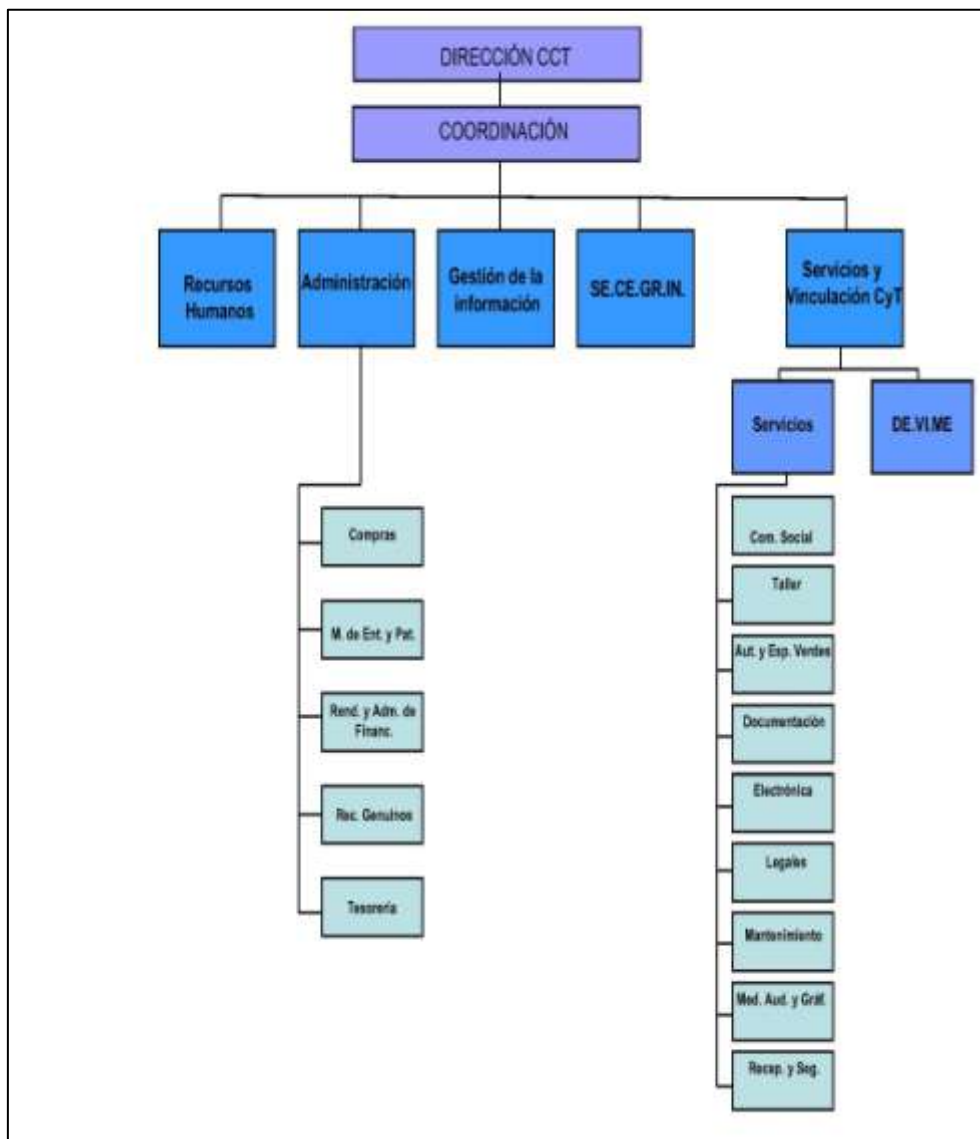 DIRECCIÓN CCT
COORDINACIÓN
Recursos
Humanos
Administración
Gestión de la
información
SE.CE.GR.IN.
Servicios y
Vinculación CyT
Servicios
DE.VI.ME
Compras
M. de Ent. y Pat.
Rend. y Adm. de
Financ.
Rec. Genuinos
Tesorería
Com. Social
Taller
Aut. y Esp. Verdes
Documentación
Electrónica
Legales
Mantenimiento
Med. Aud. y Gráf.
Recep. y Seg.